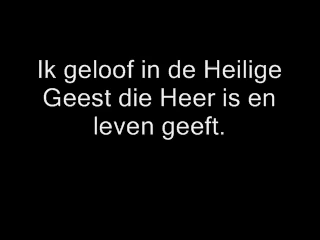 Ik geloof in de Heilige
Geest die Heer is en
leven geeft.